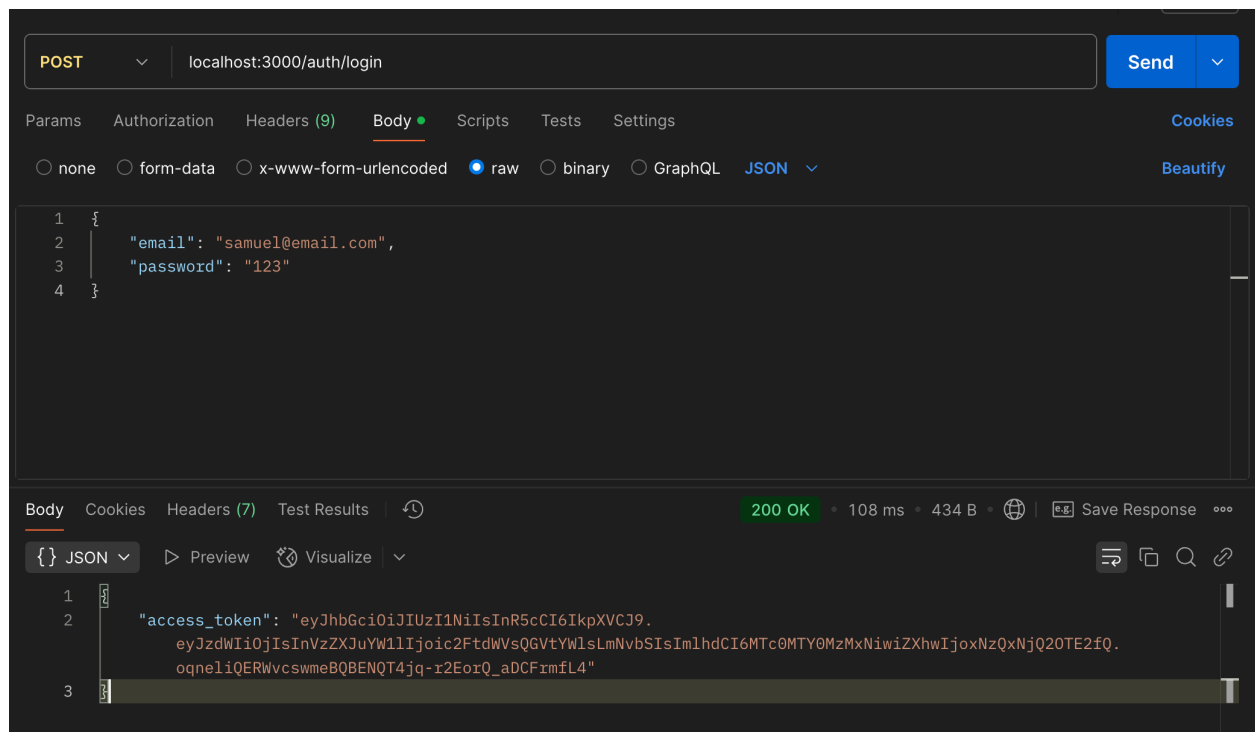 POST localhost:3000/auth/login Send
Params Authorization Headers (9) Body Scripts Tests Settings Cookies
none form-data x-www-form-urlencoded raw binary GraphQL JSON Beautify
1 {
2 "email": "samuel@email.com",
3 "password": "123"
4 }
Body Cookies Headers (7) Test Results 200 OK 108 ms 434 B e.g. Save Response
{} JSON Preview Visualize
1 {
2 "access_token": "eyJhbGciOiJIUzI1NiIsInR5cCI6IkpXVCJ9.
eyJzdWIiOjIsInVzZXJuYW1lIjoic2FtdWVsQGVtYWlsLmNvbSIsImlhdCI6MTc0MTY0MzMxNiwiZXhwIjoxNzQxNjQ2OTE2fQ.
oqneliQERWvcswmeBQBENQT4jq-r2EorQ_aDCFrmfL4"
3 }